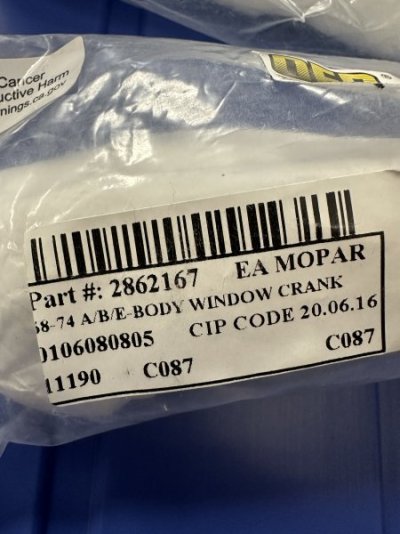 Cancer
uctive Harm
nings.ca.gov
OER®
Part #: 2862167 EA MOPAR
68-74 A/B/E-BODY WINDOW CRANK
0106080805 CIP CODE 20.06.16
11190 C087 C087